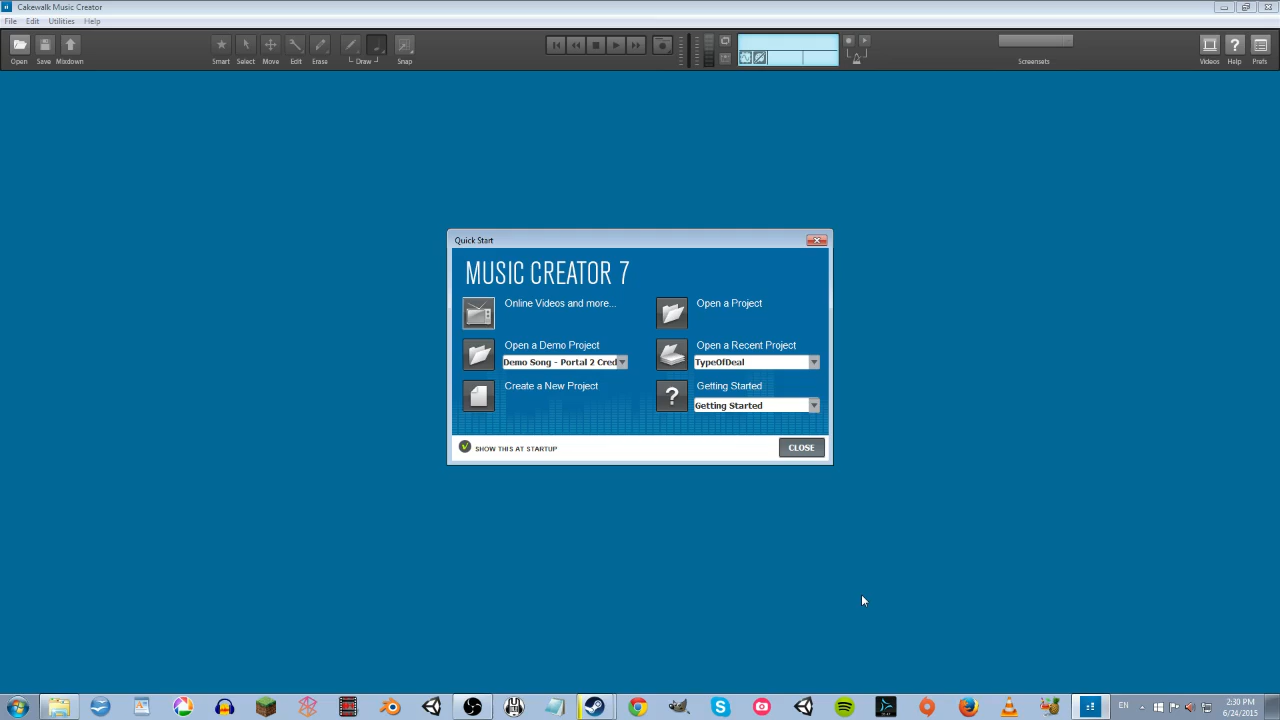 Cakewalk Music Creator
File Edit Utilities Help
Open Save Mixdown Smart Select Move Edit Erase Draw Snap Screensets Videos Help Prefs
Quick Start
MUSIC CREATOR 7
Online Videos and more... Open a Project
Open a Demo Project Open a Recent Project
Demo Song - Portal 2 Cred TypeOfDeal
Create a New Project Getting Started
Getting Started
SHOW THIS AT STARTUP CLOSE
EN 2:30 PM
6/24/2015